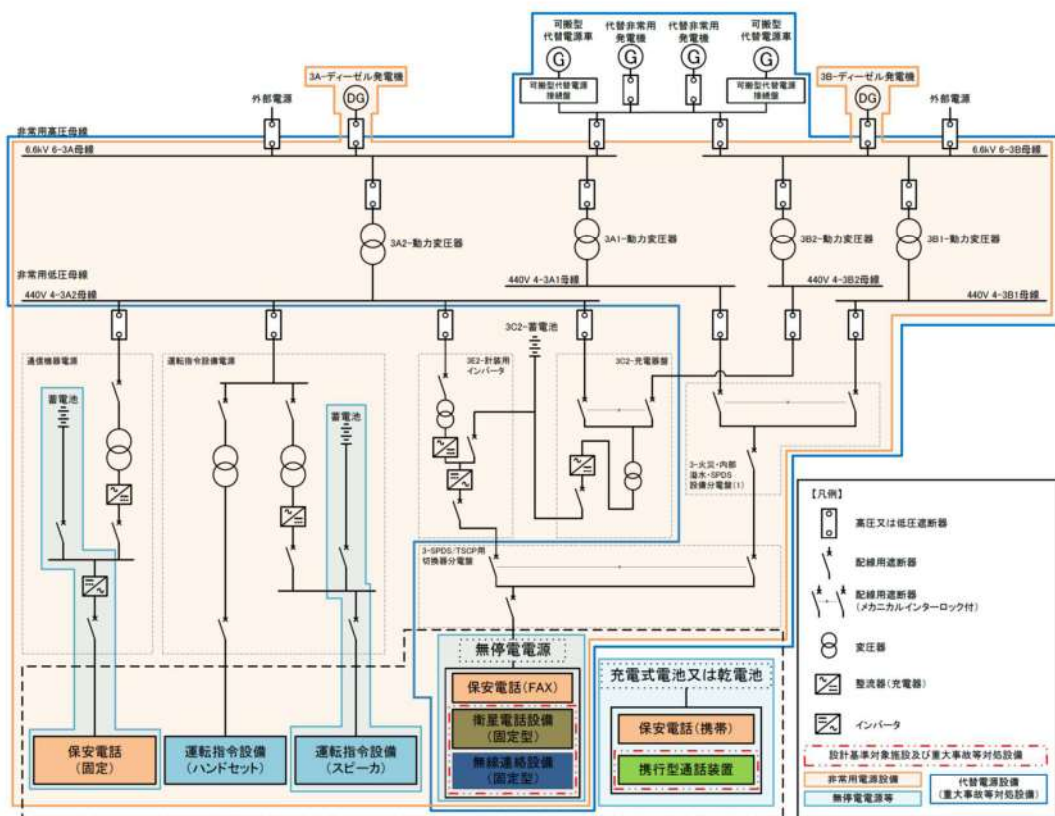 可搬型
代替電源車
代替非常用
発電機
代替非常用
発電機
可搬型
代替電源車
G
G
G
G
可搬型代替電源
接続盤
可搬型代替電源
接続盤
3A-ディーゼル発電機
DG
外部電源
3B-ディーゼル発電機
DG
外部電源
非常用高圧母線
6.6kV 6-3A母線
6.6kV 6-3B母線
3A2-動力変圧器
3A1-動力変圧器
3B2-動力変圧器
3B1-動力変圧器
非常用低圧母線
440V 4-3A2母線
440V 4-3A1母線
440V 4-3B2母線
440V 4-3B1母線
通信機器電源
蓄電池
運転指令設備電源
蓄電池
3E2-計装用
インバータ
3C2-蓄電池
3C2-充電器盤
3-火災・内部
溢水・SPDS
設備分電盤(1)
3-SPDS/TSCP用
切換器分電盤
無停電電源
保安電話(FAX)
衛星電話設備
(固定型)
無線連絡設備
(固定型)
充電式電池又は乾電池
保安電話(携帯)
携行型通話装置
保安電話
(固定)
運転指令設備
(ハンドセット)
運転指令設備
(スピーカ)
【凡例】
高圧又は低圧遮断器
配線用遮断器
配線用遮断器
(メカニカルインターロック付)
変圧器
整流器(充電器)
インバータ
設計基準対象施設及び重大事故等対処設備
非常用電源設備
無停電電源等
代替電源設備
(重大事故等対処設備)